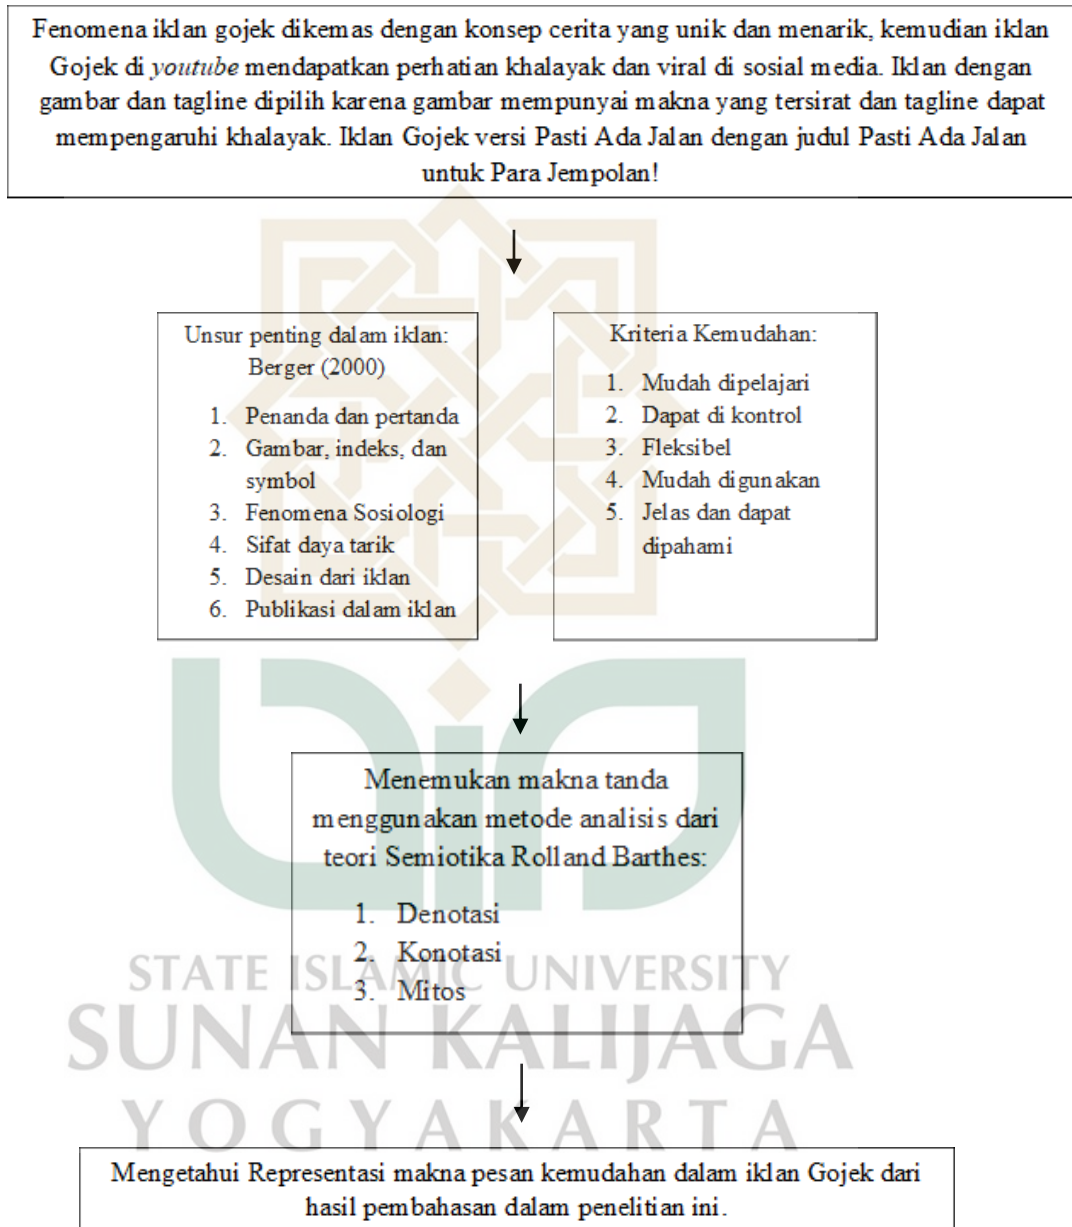 Fenomena iklan gojek dikemas dengan konsep cerita yang unik dan menarik, kemudian iklan
Gojek di youtube mendapatkan perhatian khalayak dan viral di sosial media. Iklan dengan
gambar dan tagline dipilih karena gambar mempunyai makna yang tersirat dan tagline dapat
mempengaruhi khalayak. Iklan Gojek versi Pasti Ada Jalan dengan judul Pasti Ada Jalan
untuk Para Jempolan!
Unsur penting dalam iklan:
Berger (2000)
1. Penanda dan pertanda
2. Gambar, indeks, dan
symbol
3. Fenomena Sosiologi
4. Sifat daya tarik
5. Desain dari iklan
6. Publikasi dalam iklan
Kriteria Kemudahan:
1. Mudah dipelajari
2. Dapat di kontrol
3. Fleksibel
4. Mudah digunakan
5. Jelas dan dapat
dipahami
Menemukan makna tanda
menggunakan metode analisis dari
teori Semiotika Rolland Barthes:
1. Denotasi
2. Konotasi
3. Mitos
STATE ISLAMIC UNIVERSITY
SUNAN KALIJAGA
YOGYAKARTA
Mengetahui Representasi makna pesan kemudahan dalam iklan Gojek dari
hasil pembahasan dalam penelitian ini.